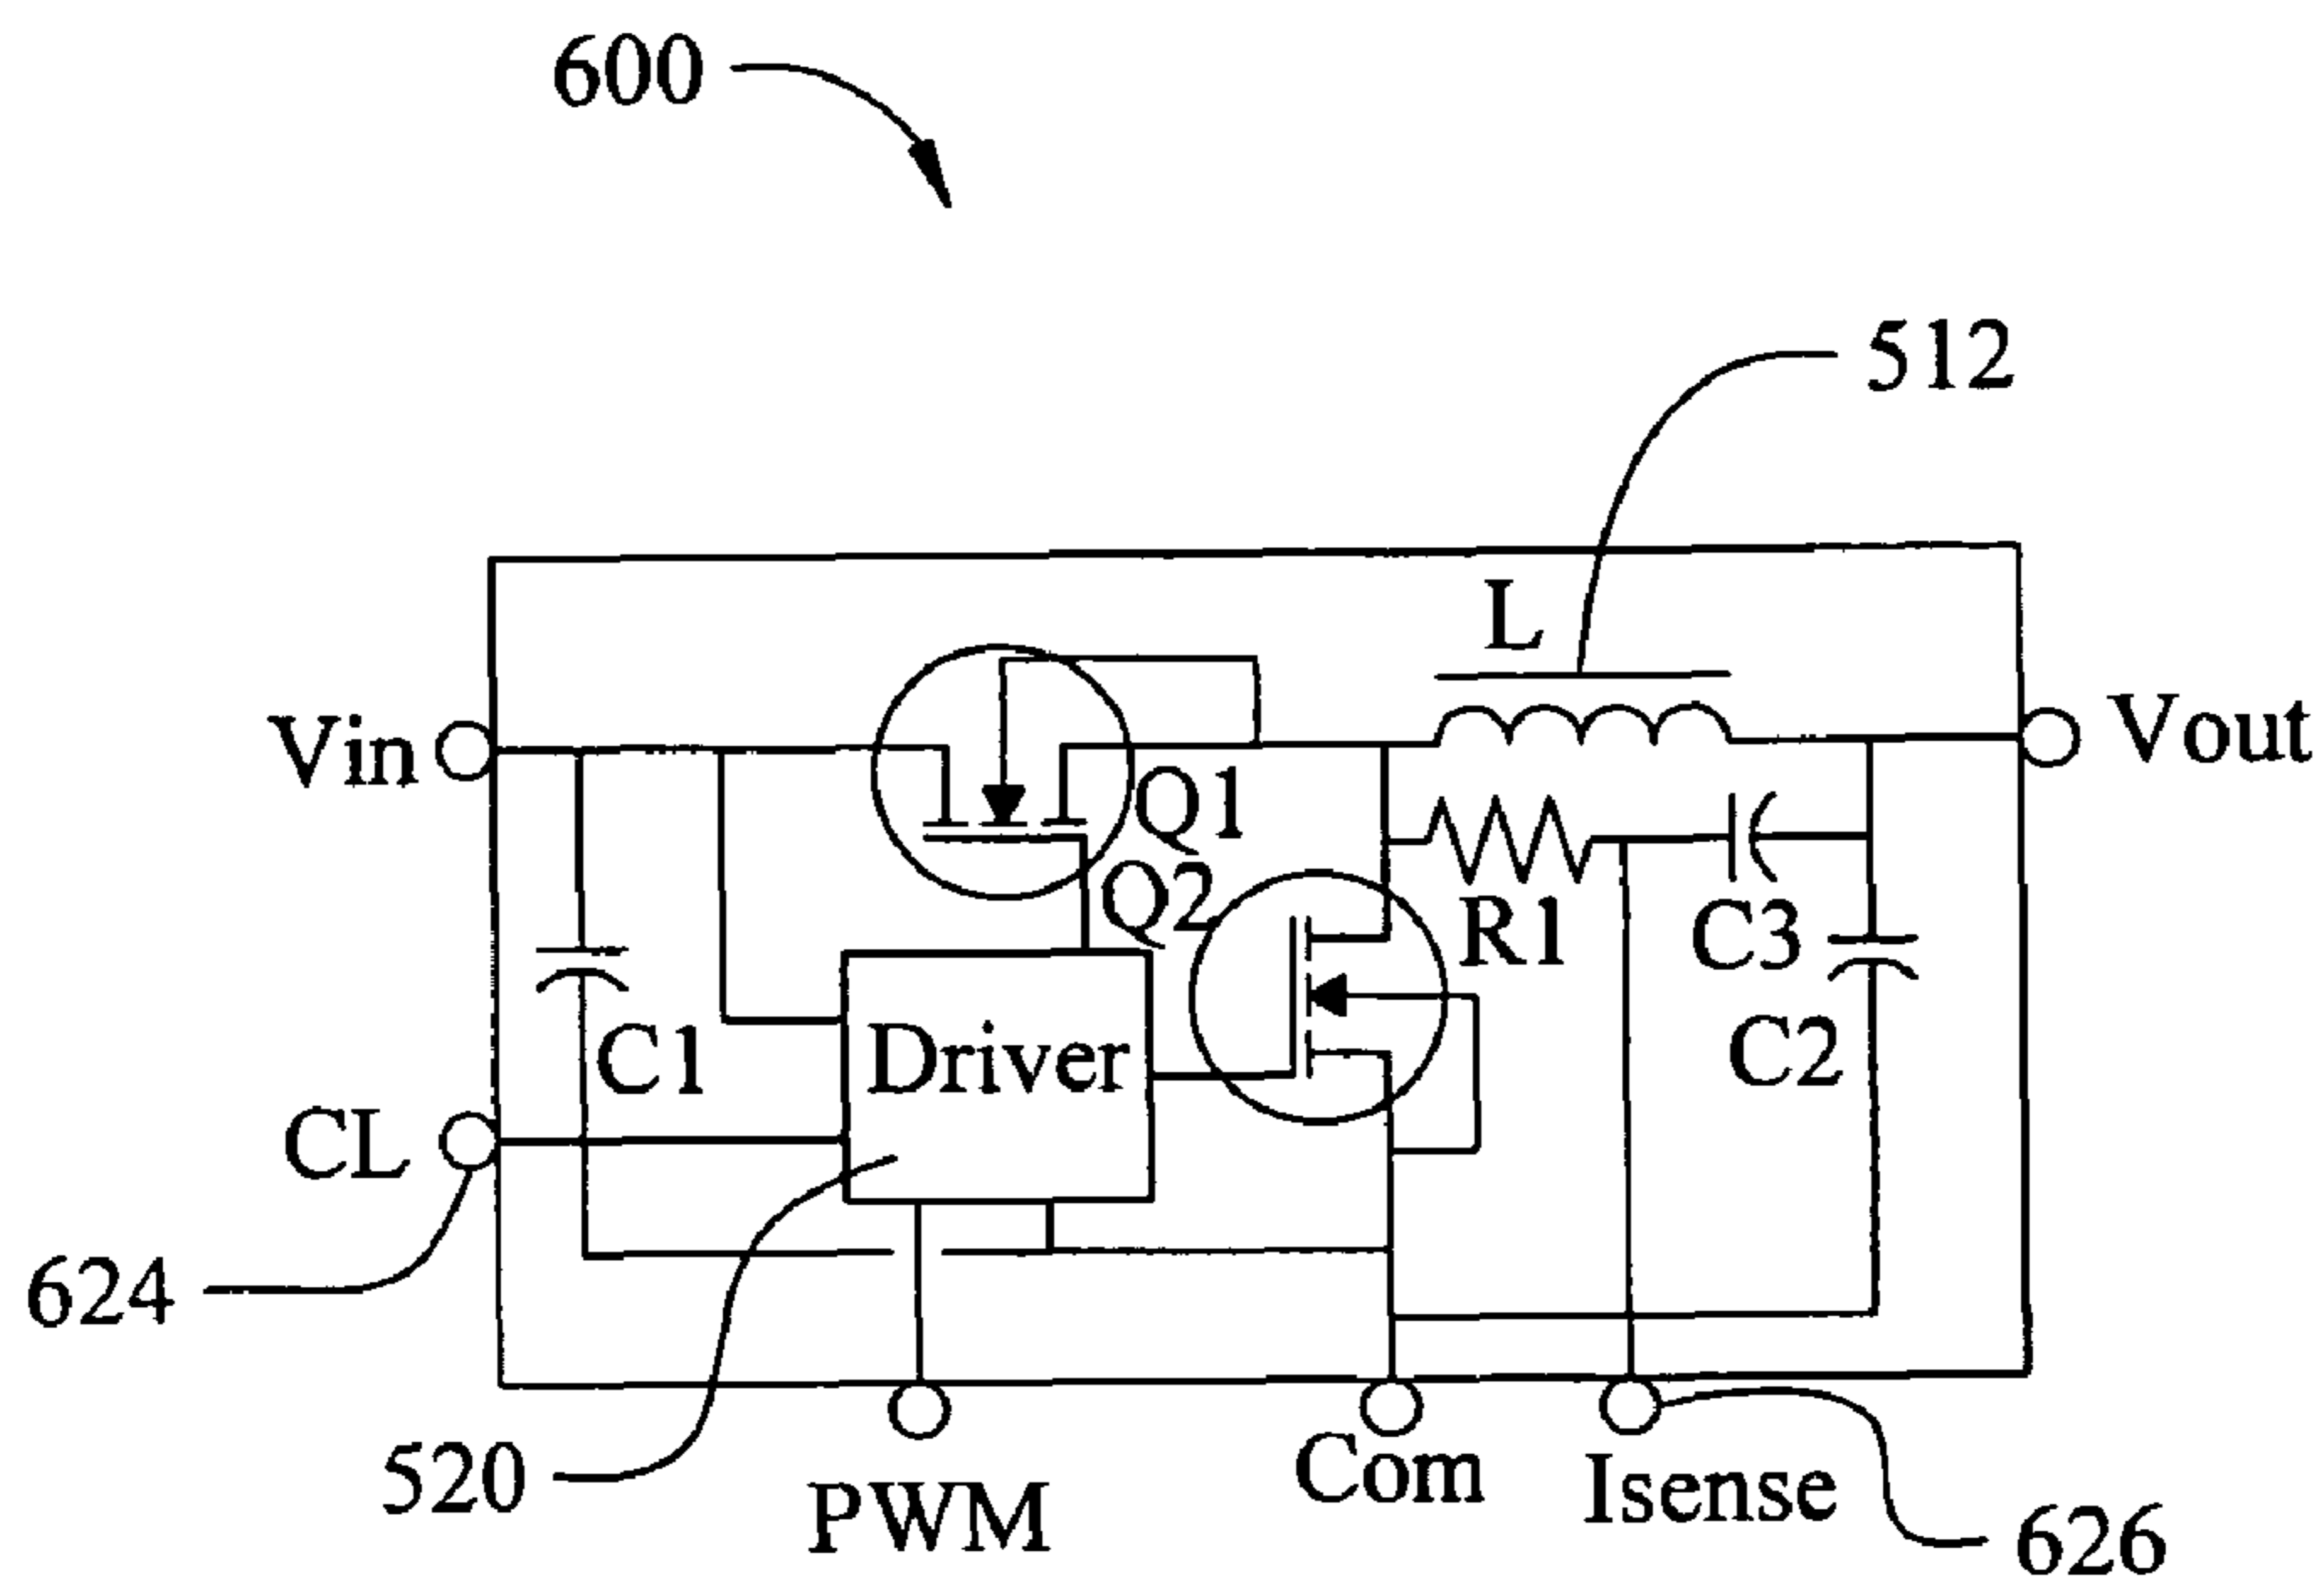 600
512
L
Vin
Vout
Q1
Q2
R1
C3
C1
Driver
C2
CL
624
520
PWM
Com
Isense
626